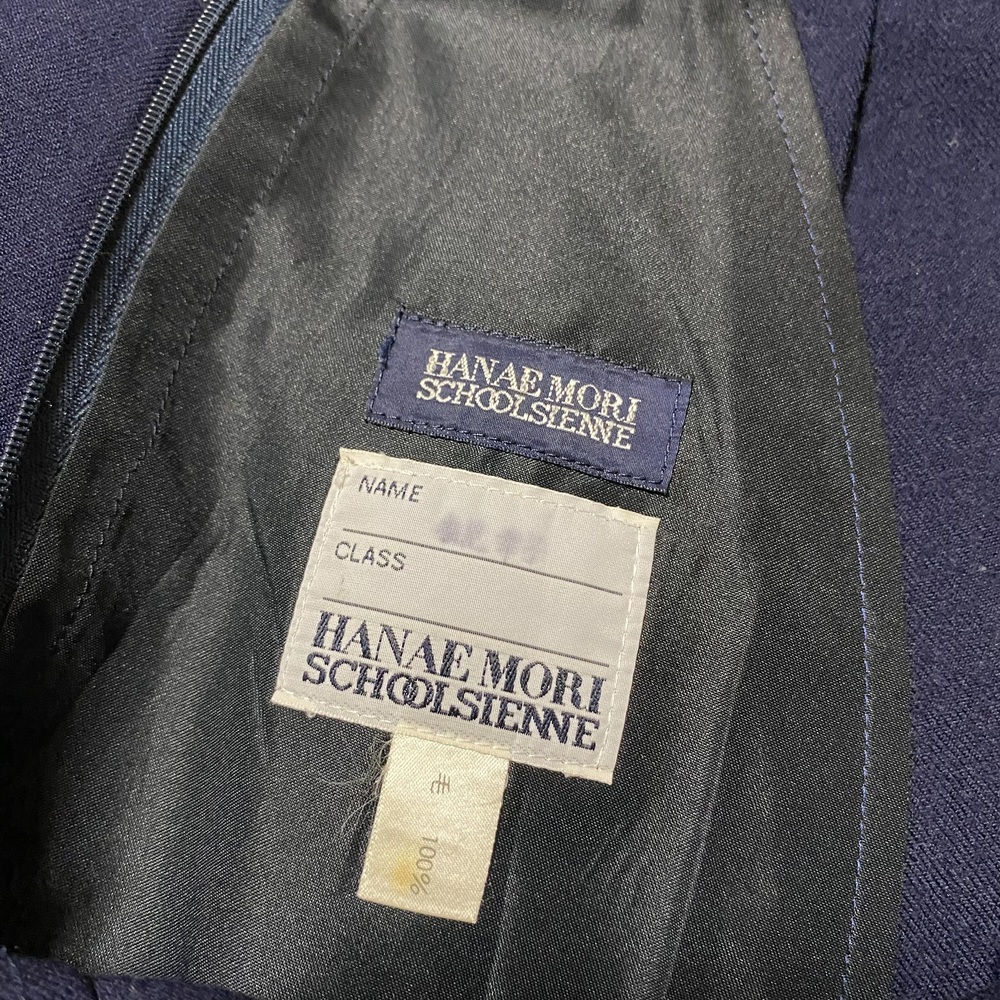 HANAE MORI
SCHOOLSIENNE
NAME
CLASS
HANAE MORI
SCHOOLSIENNE
毛
100%